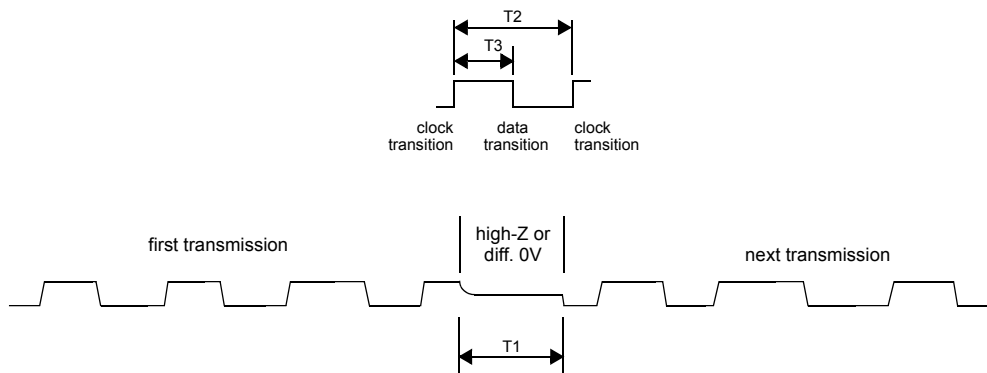 T2
T3
clock
transition
data
transition
clock
transition
first transmission
high-Z or
diff. 0V
next transmission
T1